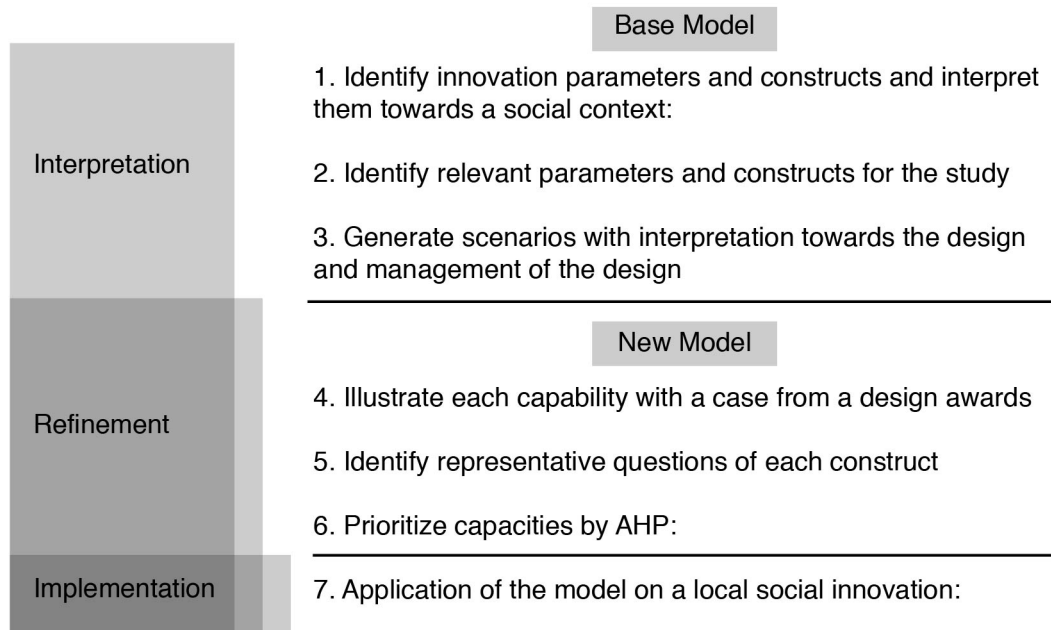 Base Model
Interpretation
1. Identify innovation parameters and constructs and interpret
them towards a social context:
2. Identify relevant parameters and constructs for the study
3. Generate scenarios with interpretation towards the design
and management of the design
Refinement
New Model
4. Illustrate each capability with a case from a design awards
5. Identify representative questions of each construct
6. Prioritize capacities by AHP:
Implementation
7. Application of the model on a local social innovation: